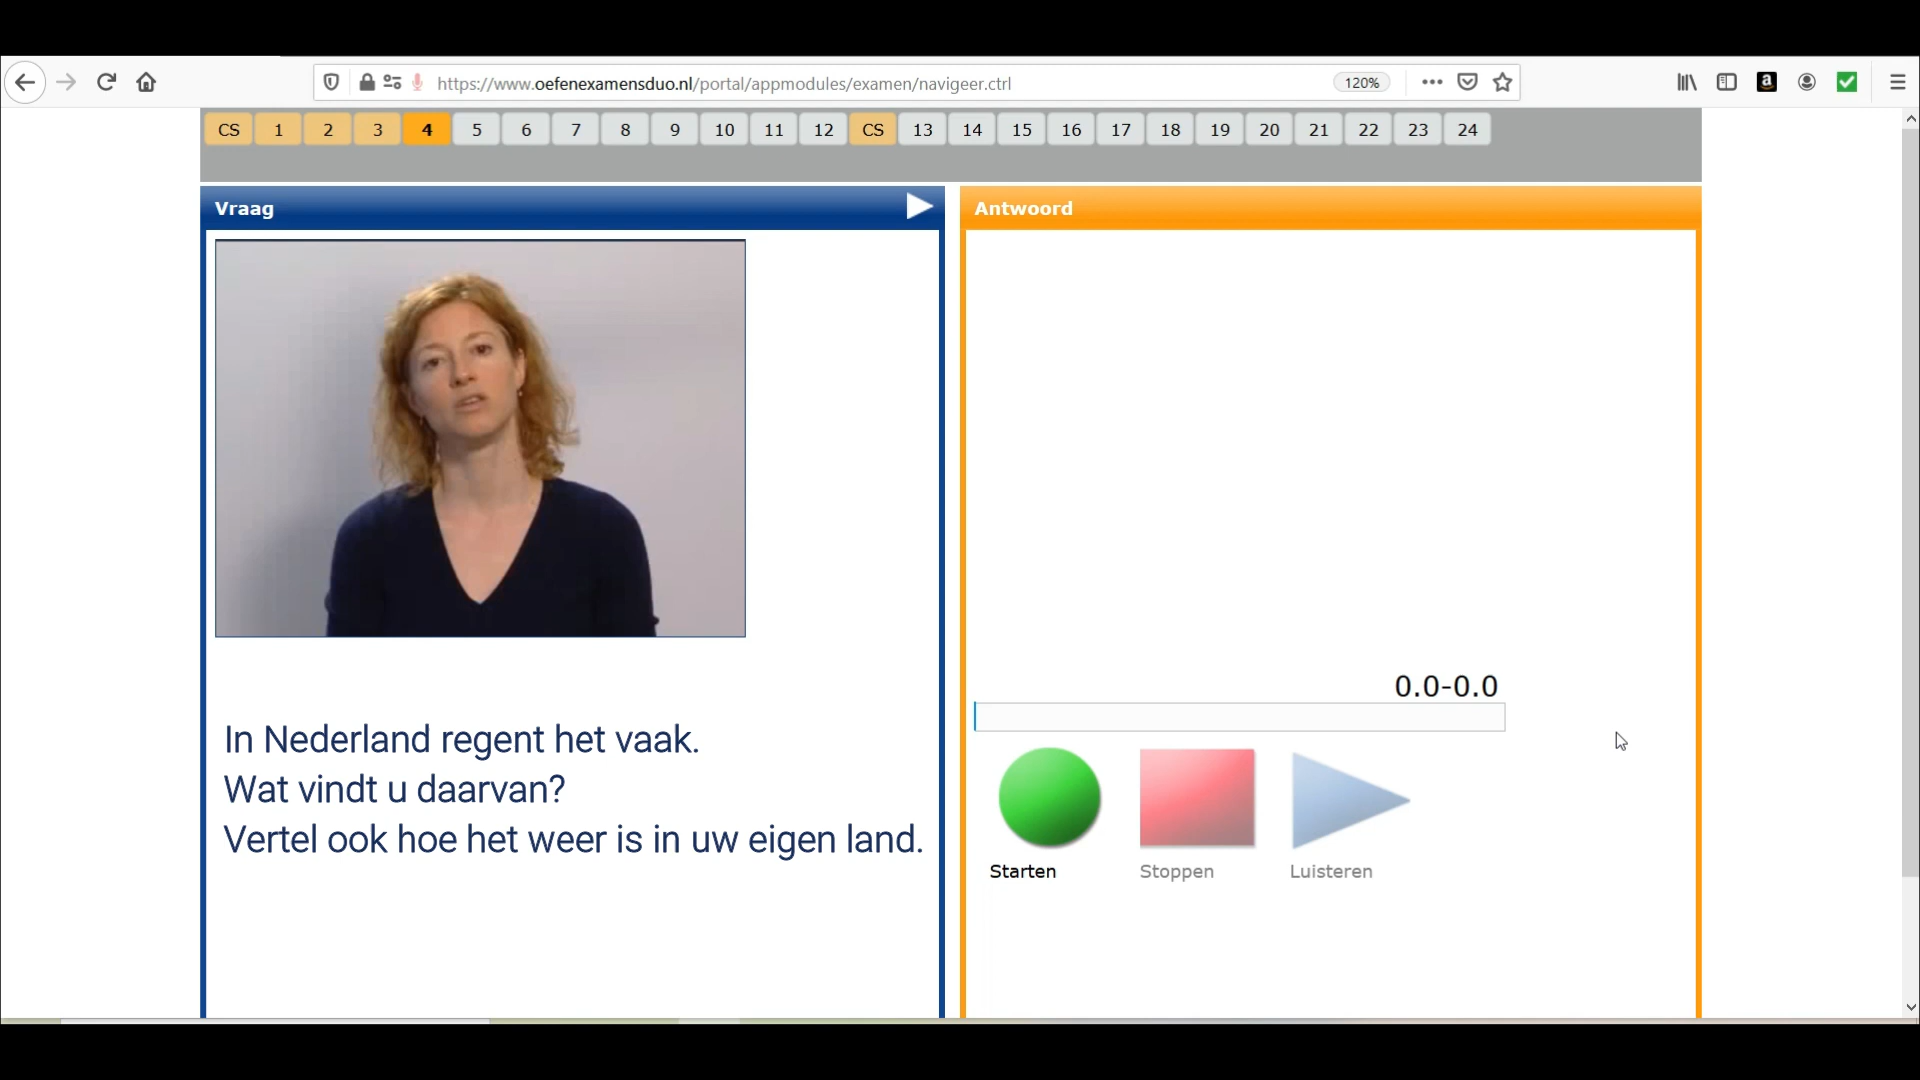 https://www.oefenexamensduo.nl/portal/appmodules/examen/navigeer.ctrl
120%
CS 1 2 3 4 5 6 7 8 9 10 11 12 CS 13 14 15 16 17 18 19 20 21 22 23 24
Vraag
Antwoord
In Nederland regent het vaak.
Wat vindt u daarvan?
Vertel ook hoe het weer is in uw eigen land.
0.0-0.0
Starten
Stoppen
Luisteren